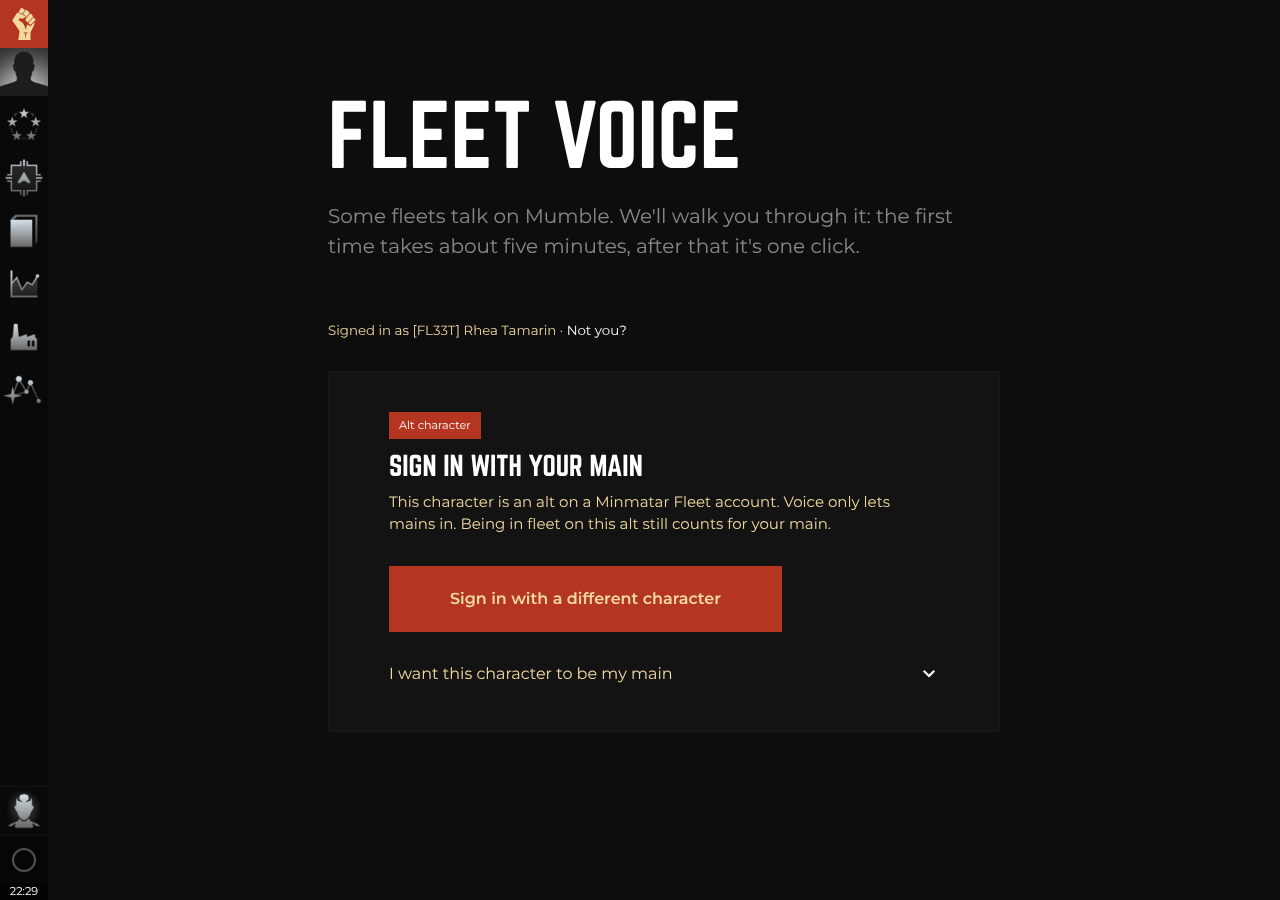 FLEET VOICE
Some fleets talk on Mumble. We'll walk you through it: the first
time takes about five minutes, after that it's one click.
Signed in as [FL33T] Rhea Tamarin · Not you?
Alt character
SIGN IN WITH YOUR MAIN
This character is an alt on a Minmatar Fleet account. Voice only lets
mains in. Being in fleet on this alt still counts for your main.
Sign in with a different character
I want this character to be my main
22:29